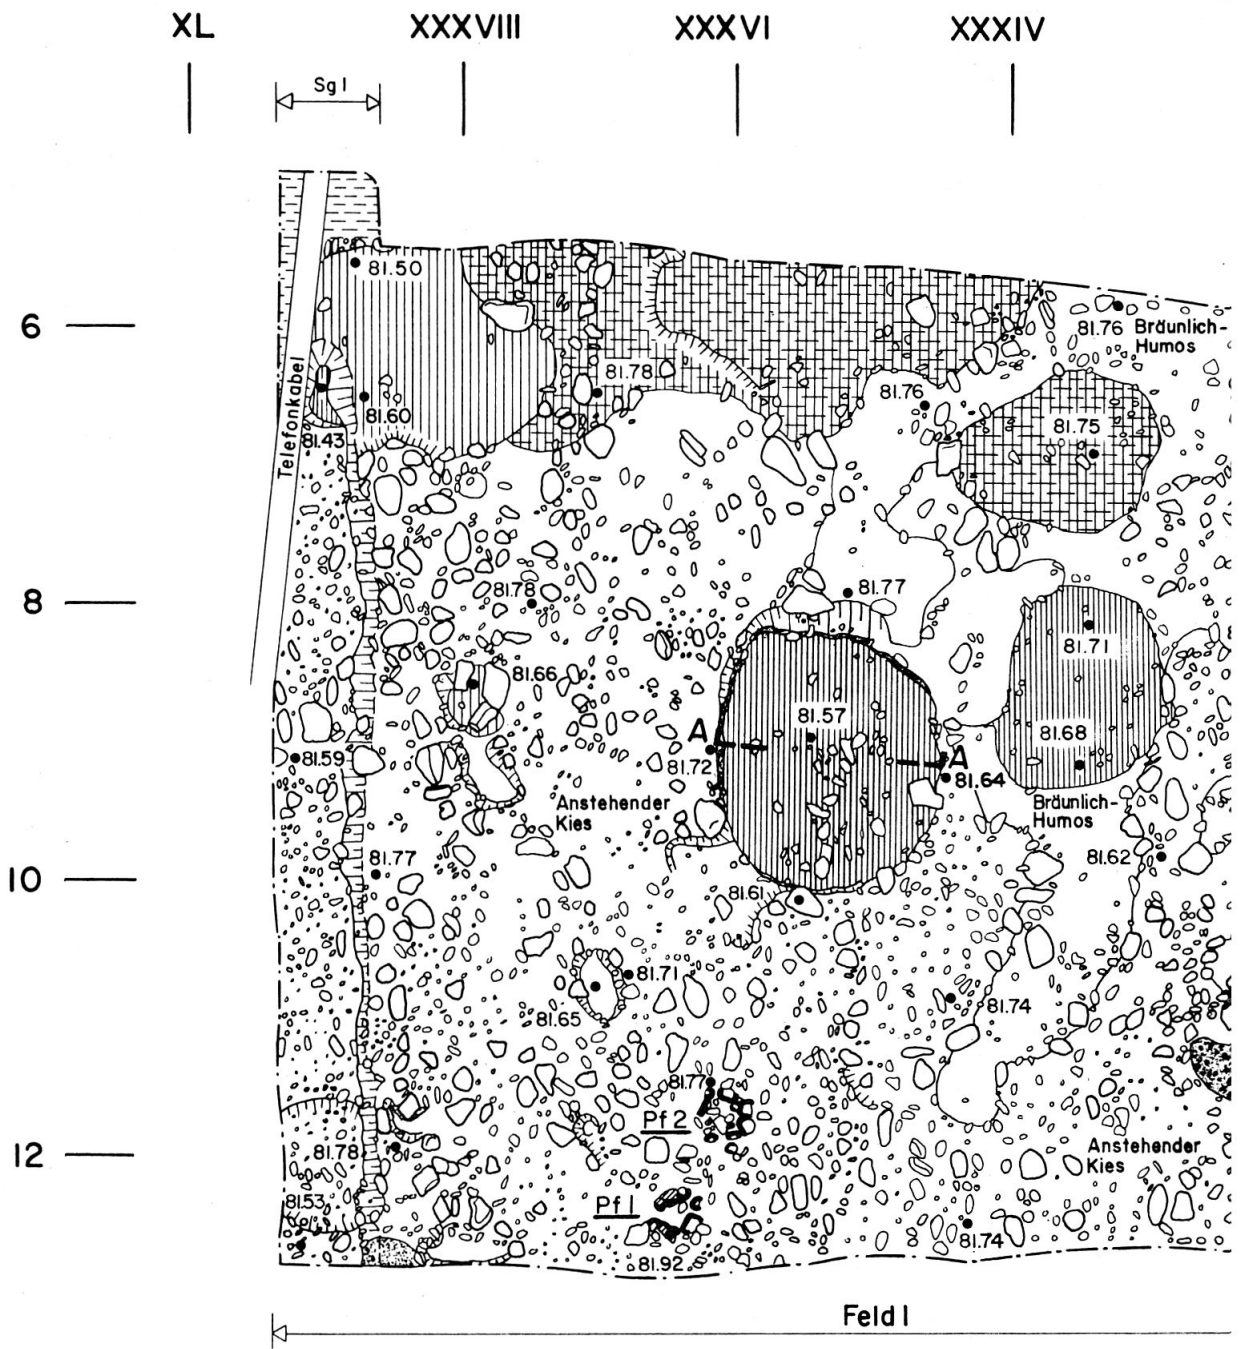 XL XXXVIII XXXVI XXXIV
Sg I
81.50
6
81.76 Bräunlich-
Humos
81.78
81.76
81.60
81.43
81.75
Telefonkabel
8
81.78
81.77
81.71
81.66
81.57
81.68
A
A
81.72
81.59
81.64
Anstehender
Kies
Bräunlich-
Humos
81.62
10
81.77
81.61
81.71
81.65
81.74
81.77
Pf2
12
81.78
Anstehender
Kies
81.53
Pf1
81.74
81.92
Feld I